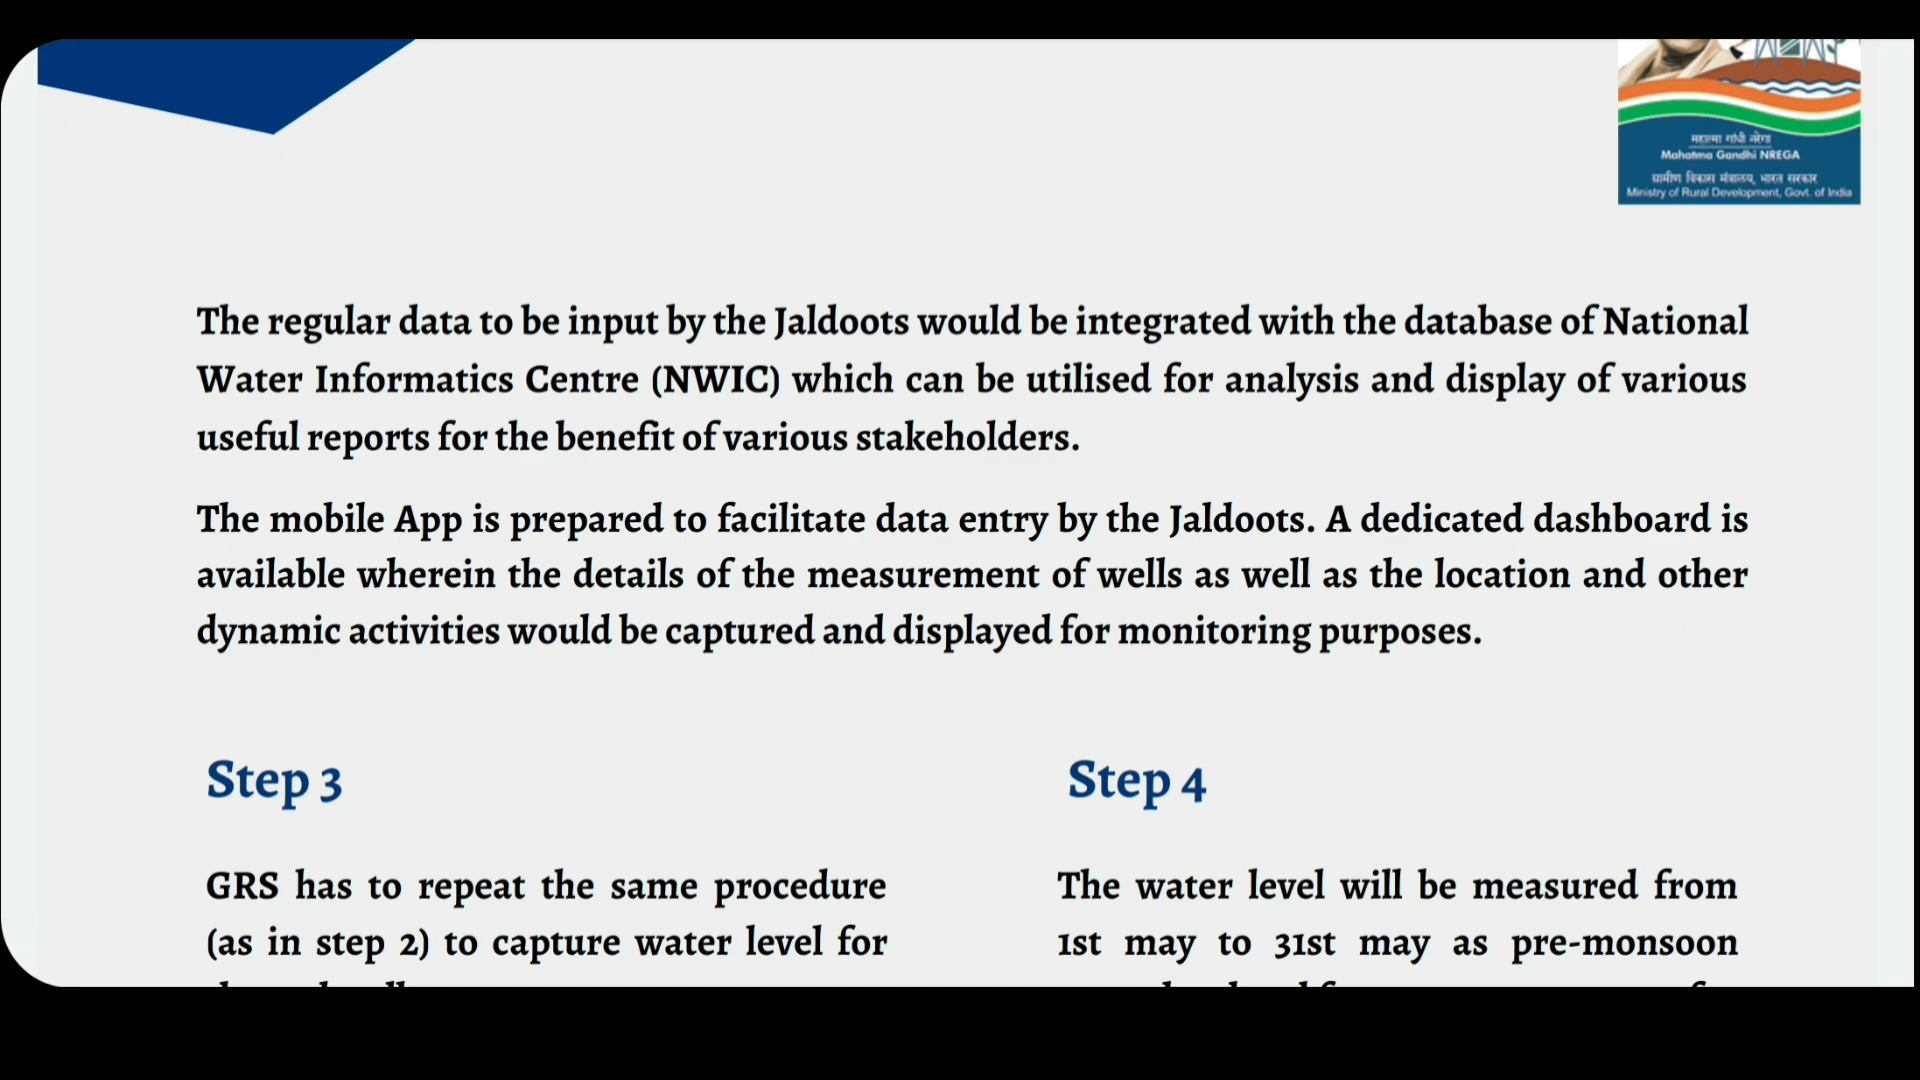 महात्मा गांधी नरेगा
Mahatma Gandhi NREGA
ग्रामीण विकास मंत्रालय, भारत सरकार
Ministry of Rural Development, Govt. of India
The regular data to be input by the Jaldoots would be integrated with the database of National
Water Informatics Centre (NWIC) which can be utilised for analysis and display of various
useful reports for the benefit of various stakeholders.
The mobile App is prepared to facilitate data entry by the Jaldoots. A dedicated dashboard is
available wherein the details of the measurement of wells as well as the location and other
dynamic activities would be captured and displayed for monitoring purposes.
Step 3
GRS has to repeat the same procedure
(as in step 2) to capture water level for
Step 4
The water level will be measured from
1st may to 31st may as pre-monsoon